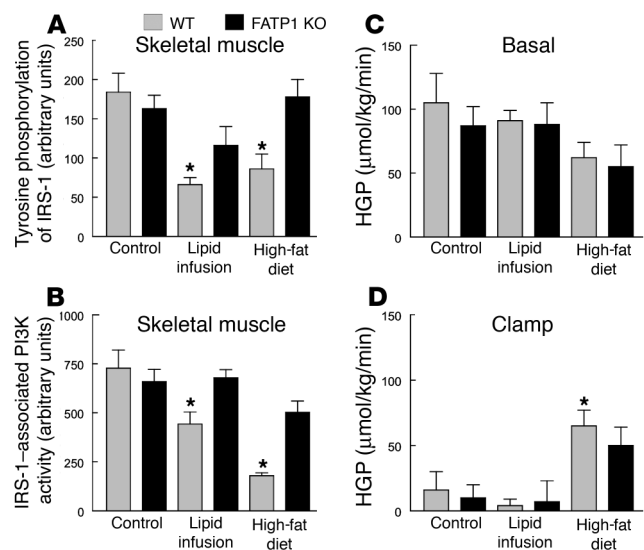 WT FATP1 KO
A
Skeletal muscle
Tyrosine phosphorylation
of IRS-1 (arbitrary units)
250
200
150
100
50
0
*
*
Control
Lipid
infusion
High-fat
diet
C
Basal
HGP (μmol/kg/min)
150
100
50
0
Control
Lipid
infusion
High-fat
diet
B
Skeletal muscle
IRS-1–associated PI3K
activity (arbitrary units)
1000
750
500
250
0
*
*
Control
Lipid
infusion
High-fat
diet
D
Clamp
HGP (μmol/kg/min)
150
100
50
0
*
Control
Lipid
infusion
High-fat
diet